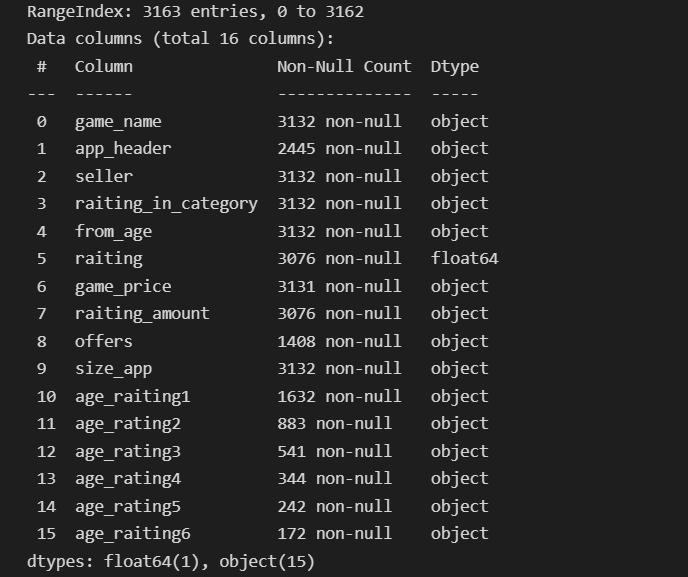 RangeIndex: 3163 entries, 0 to 3162
Data columns (total 16 columns):
 #   Column               Non-Null Count  Dtype
---  ------               --------------  -----
 0   game_name            3132 non-null   object
 1   app_header           2445 non-null   object
 2   seller               3132 non-null   object
 3   raiting_in_category  3132 non-null   object
 4   from_age             3132 non-null   object
 5   raiting              3076 non-null   float64
 6   game_price           3131 non-null   object
 7   raiting_amount       3076 non-null   object
 8   offers               1408 non-null   object
 9   size_app             3132 non-null   object
 10  age_raiting1         1632 non-null   object
 11  age_rating2          883 non-null    object
 12  age_rating3          541 non-null    object
 13  age_rating4          344 non-null    object
 14  age_rating5          242 non-null    object
 15  age_raiting6         172 non-null    object
dtypes: float64(1), object(15)